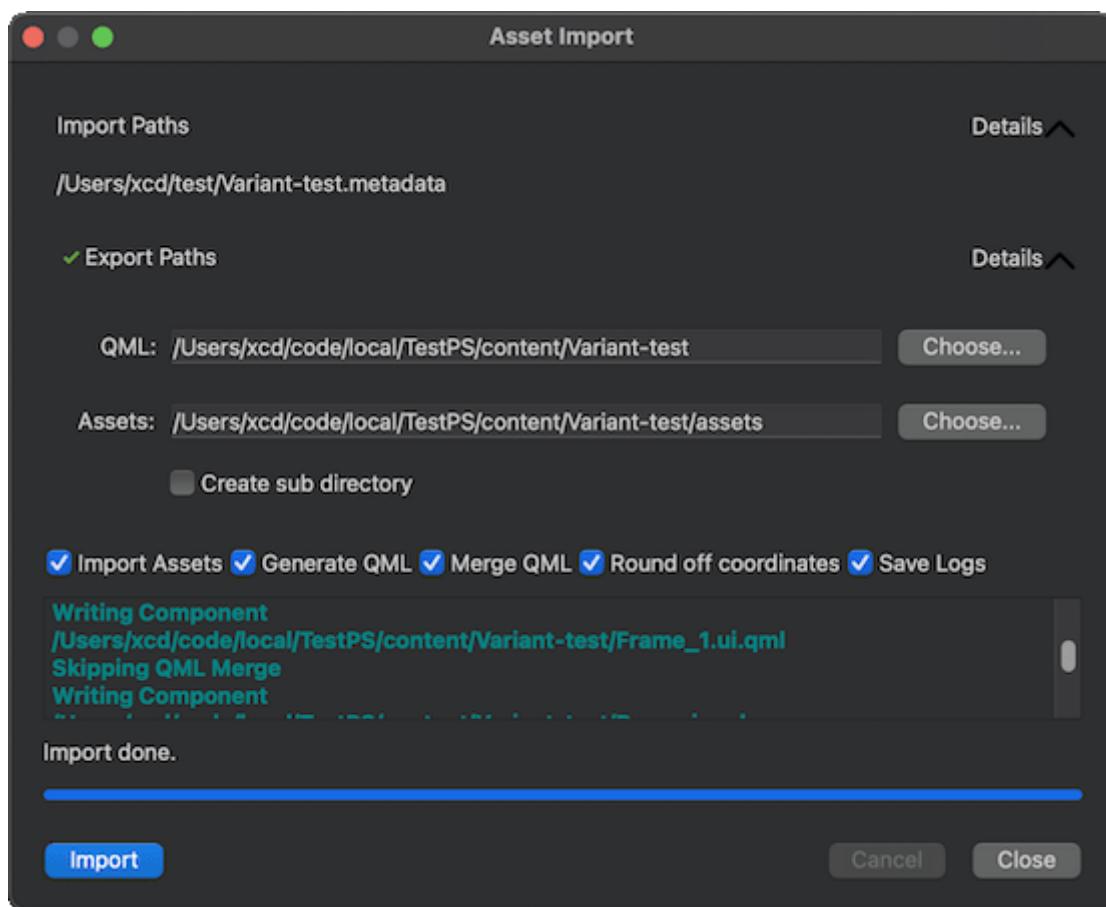 Asset Import
Import Paths Details
/Users/xcd/test/Variant-test.metadata
Export Paths Details
QML: /Users/xcd/code/local/TestPS/content/Variant-test Choose...
Assets: /Users/xcd/code/local/TestPS/content/Variant-test/assets Choose...
Create sub directory
Import Assets Generate QML Merge QML Round off coordinates Save Logs
Writing Component
/Users/xcd/code/local/TestPS/content/Variant-test/Frame_1.ui.qml
Skipping QML Merge
Writing Component
Import done.
Import Cancel Close